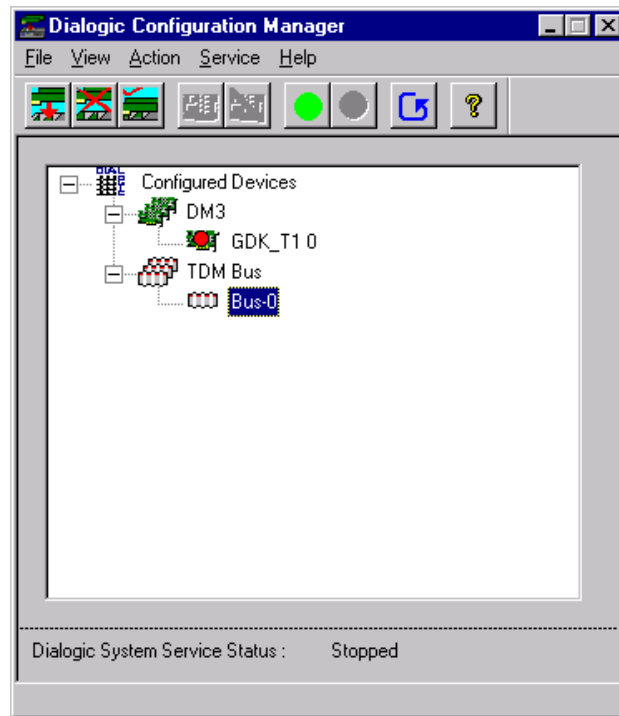 Dialogic Configuration Manager
File View Action Service Help
Configured Devices
DM3
GDK_T1 0
TDM Bus
Bus-0
Dialogic System Service Status : Stopped